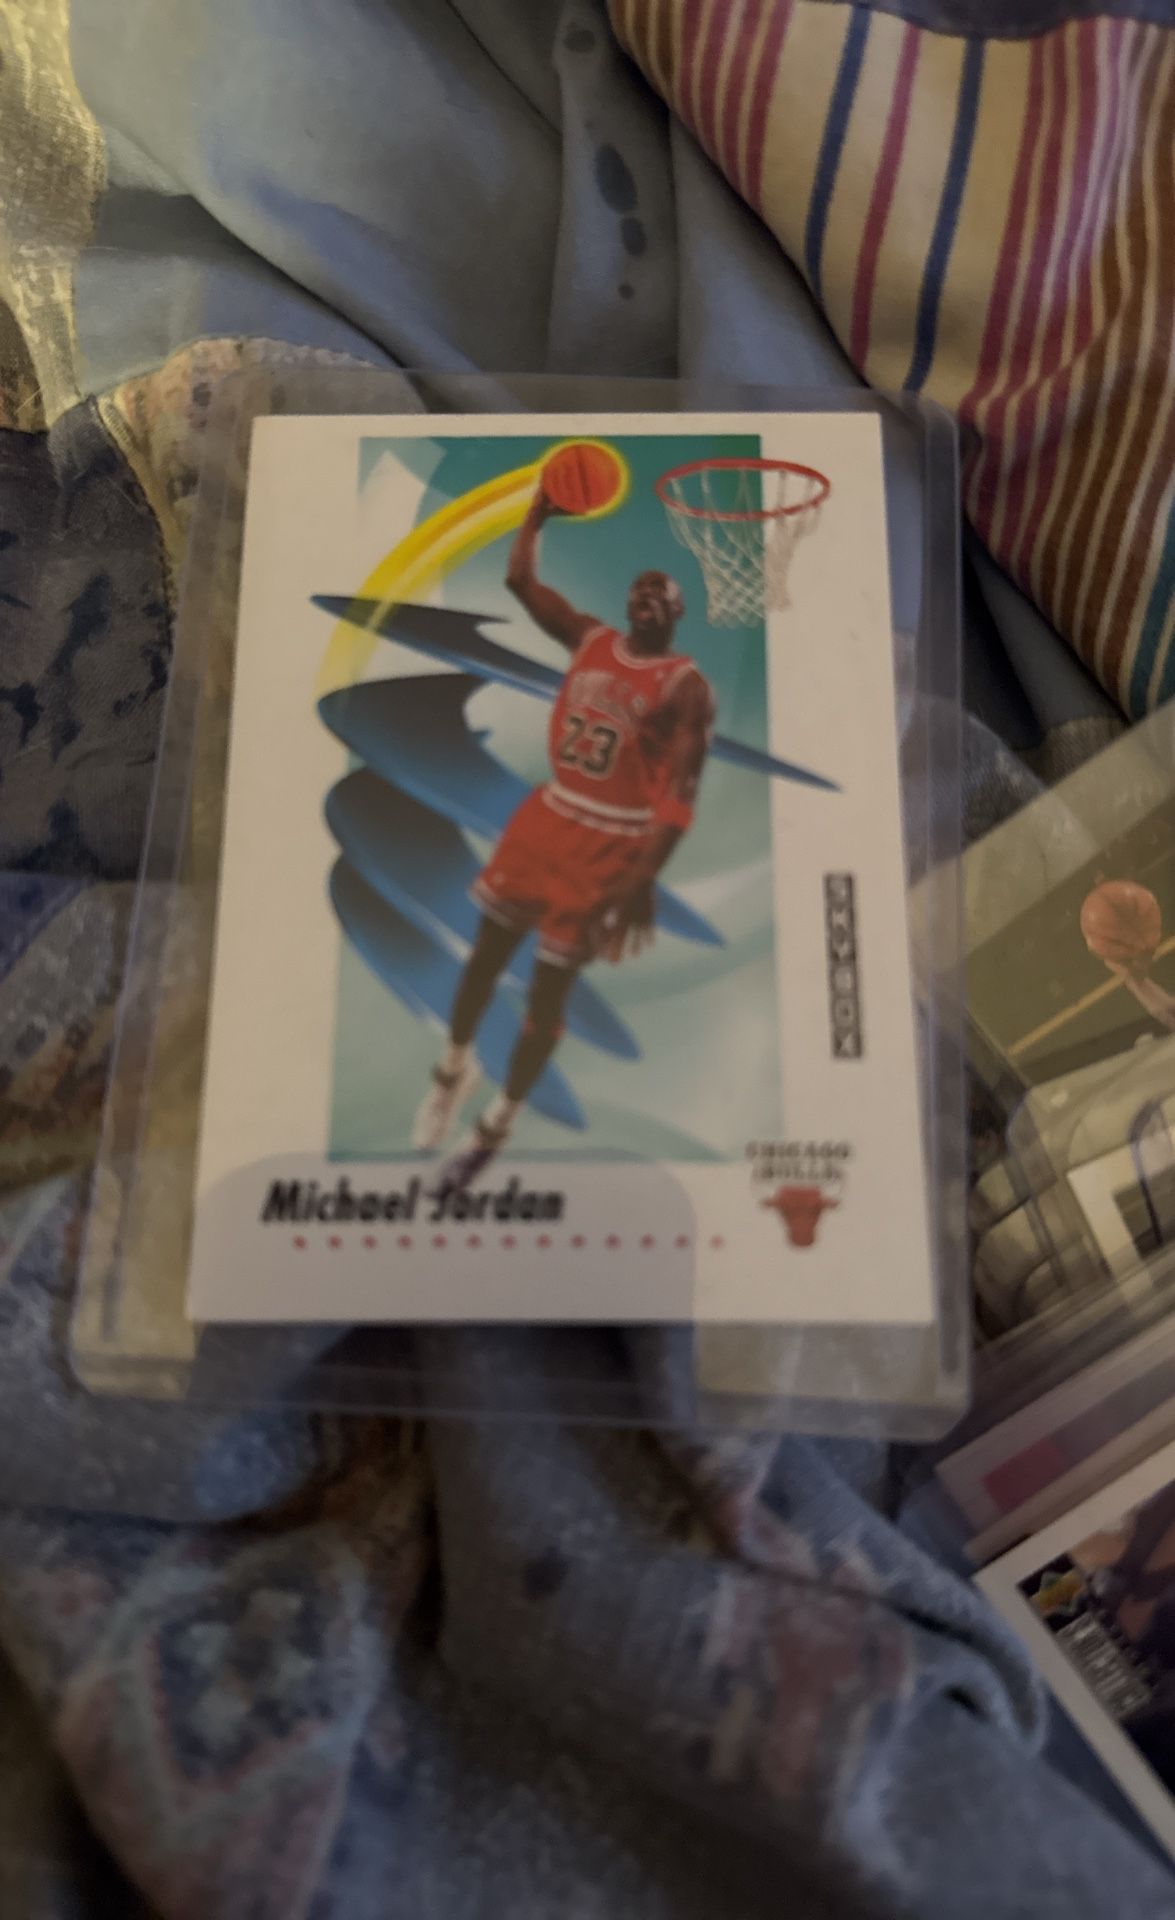 BULLS
23
SKYBOX
CHICAGO
BULLS
Michael Jordan